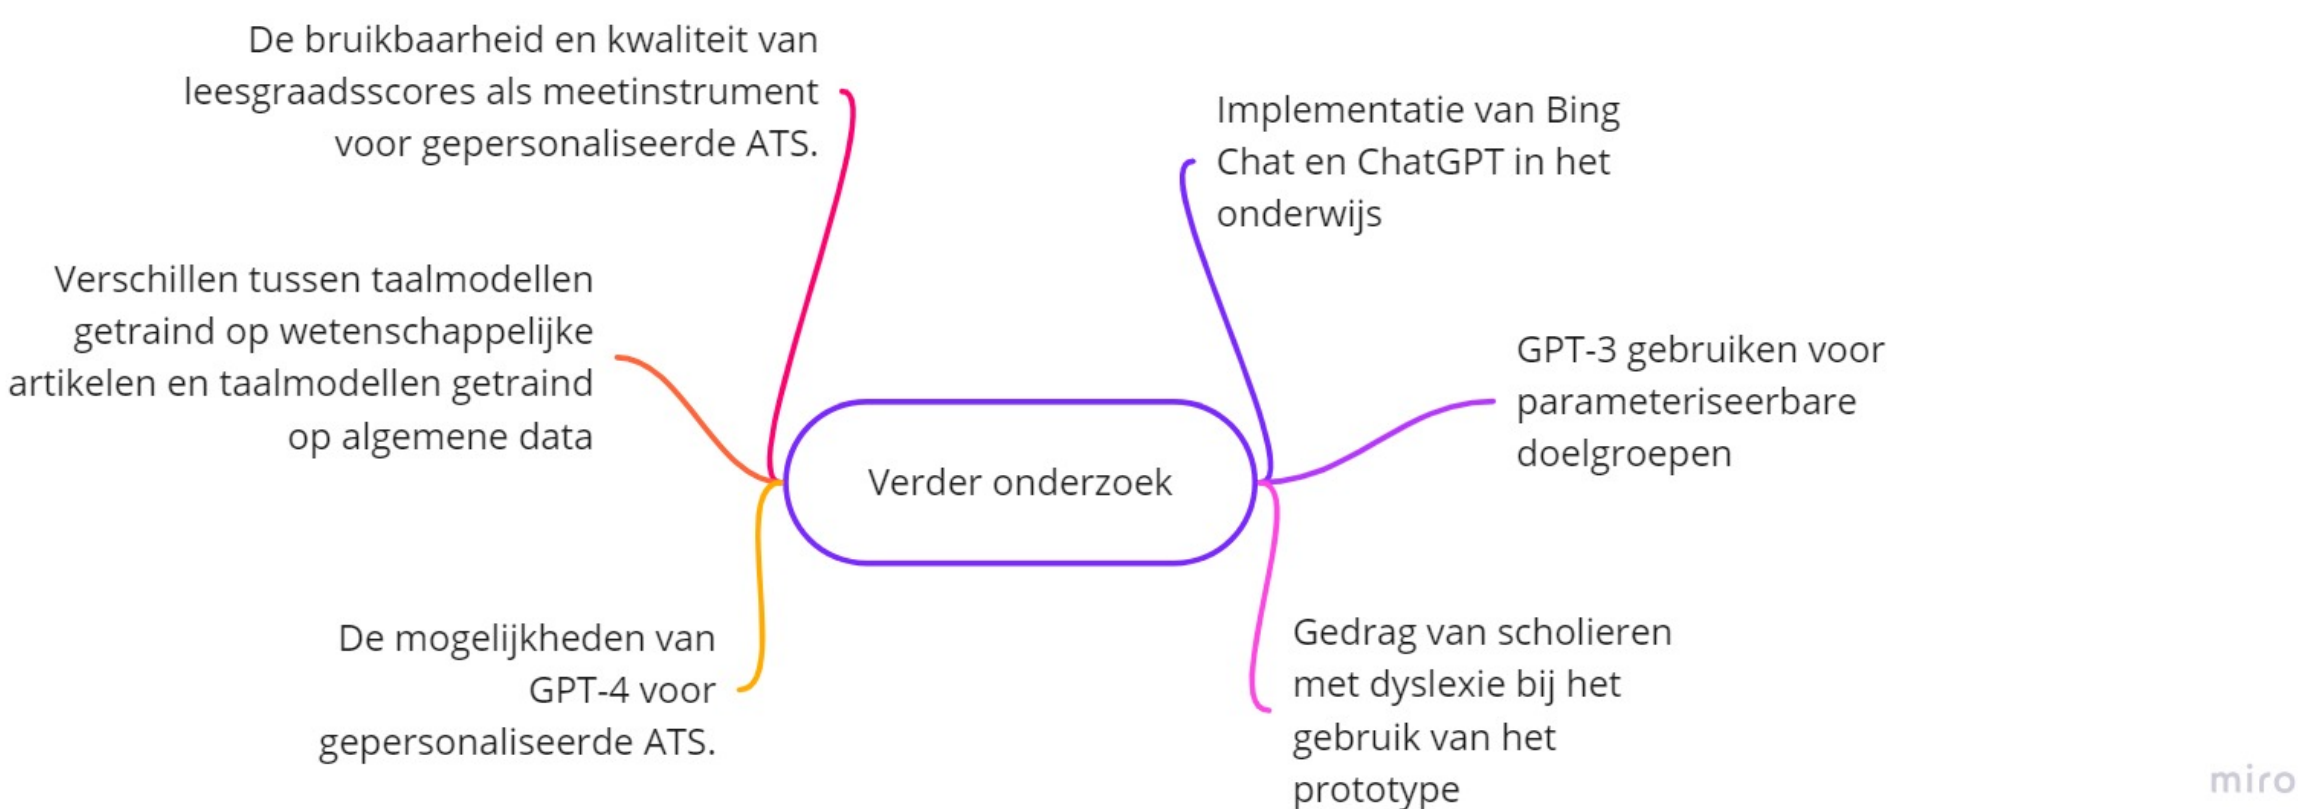 De bruikbaarheid en kwaliteit van
leesgraadsscores als meetinstrument
voor gepersonaliseerde ATS.
Verschillen tussen taalmodellen
getraind op wetenschappelijke
artikelen en taalmodellen getraind
op algemene data
De mogelijkheden van
GPT-4 voor
gepersonaliseerde ATS.
Verder onderzoek
Implementatie van Bing
Chat en ChatGPT in het
onderwijs
GPT-3 gebruiken voor
parameteriseerbare
doelgroepen
Gedrag van scholieren
met dyslexie bij het
gebruik van het
prototype
miro